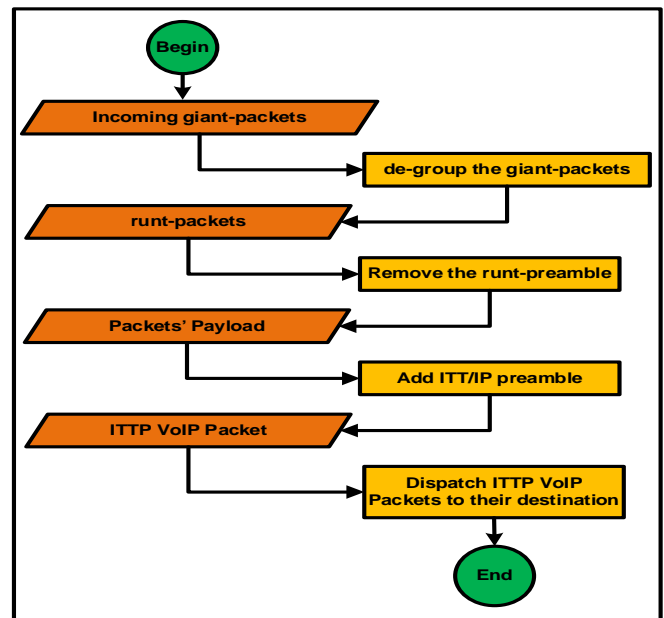 Begin
Incoming giant-packets
de-group the giant-packets
runt-packets
Remove the runt-preamble
Packets' Payload
Add ITT/IP preamble
ITTP VoIP Packet
Dispatch ITTP VoIP
Packets to their destination
End